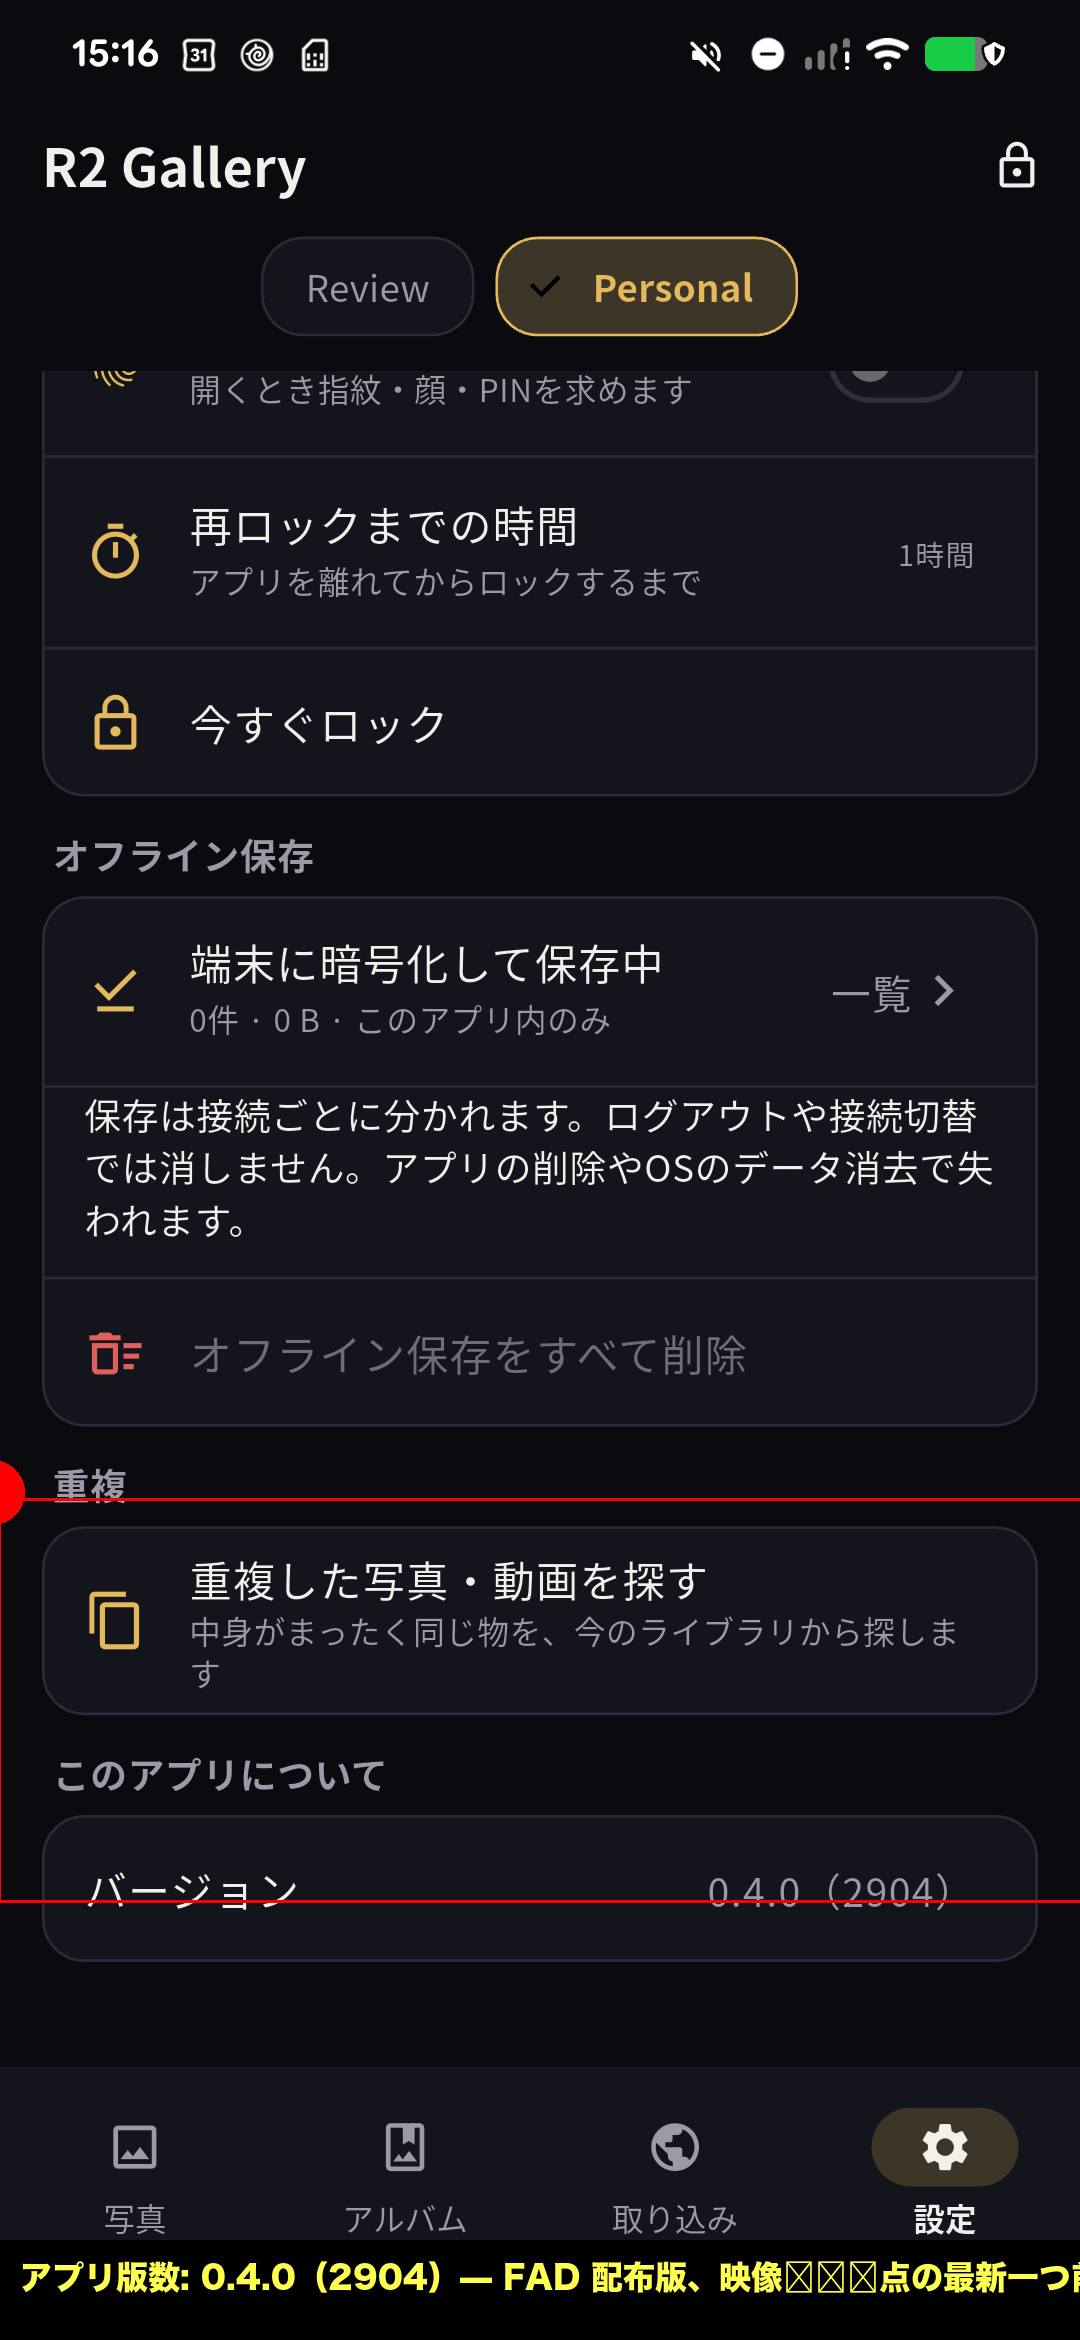 15:16
31
R2 Gallery
Review
Personal
開くとき指紋・顔・PINを求めます
再ロックまでの時間
アプリを離れてからロックするまで
1時間
今すぐロック
オフライン保存
端末に暗号化して保存中
0件 · 0 B · このアプリ内のみ
一覧
保存は接続ごとに分かれます。ログアウトや接続切替
では消しません。アプリの削除やOSのデータ消去で失
われます。
オフライン保存をすべて削除
重複
重複した写真・動画を探す
中身がまったく同じ物を、今のライブラリから探しま
す
このアプリについて
バージョン
0.4.0（2904）
写真
アルバム
取り込み
設定
アプリ版数: 0.4.0（2904）— FAD 配布版、映像点の最新一つ